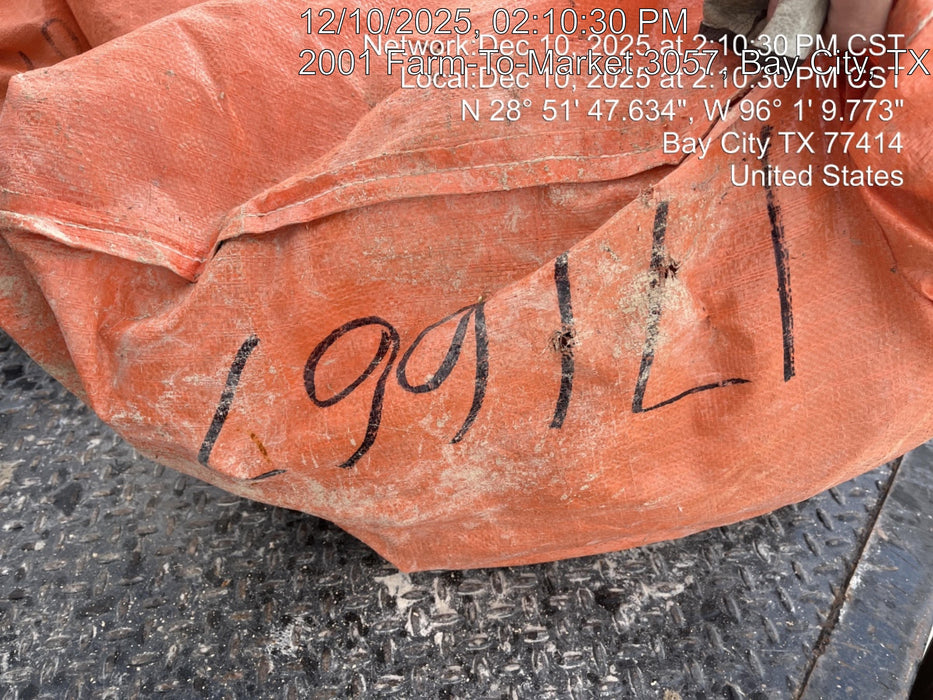 12/10/2025, 02:10:30 PM
Network:Dec 10, 2025 at 2:10:30 PM CST
2001 Farm-To-Market 3057, Bay City, TX
Local:Dec 10, 2025 at 2:10:30 PM CST
N 28° 51' 47.634", W 96° 1' 9.773"
Bay City TX 77414
United States
171667